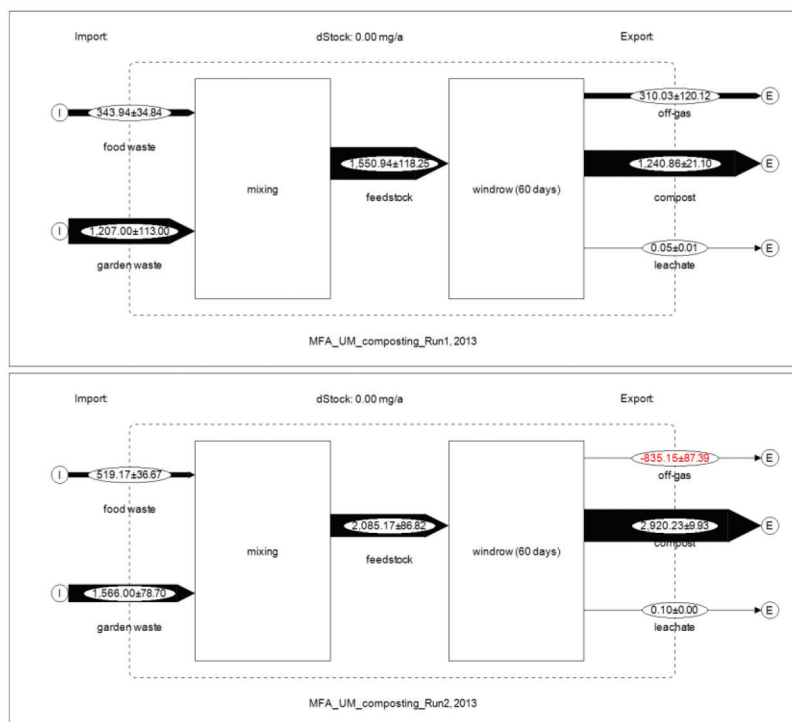 Import:
dStock: 0.00 mg/a
Export:
I
343.94±34.84
food waste
I
1,207.00±113.00
garden waste
mixing
1,550.94±118.25
feedstock
windrow (60 days)
310.03±120.12
E
off-gas
1,240.86±21.10
E
compost
0.05±0.01
E
leachate
MFA_UM_composting_Run1, 2013
Import:
dStock: 0.00 mg/a
Export:
I
519.17±36.67
food waste
I
1,566.00±78.70
garden waste
mixing
2,085.17±86.82
feedstock
windrow (60 days)
-835.15±87.39
E
off-gas
2,920.23±9.93
E
compost
0.10±0.00
E
leachate
MFA_UM_composting_Run2, 2013